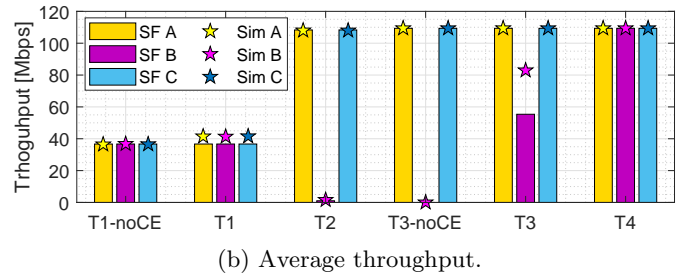 120
100
80
60
40
20
0
Trhoguhput [Mbps]
SF A Sim A
SF B Sim B
SF C Sim C
T1-noCE T1 T2 T3-noCE T3 T4
(b) Average throughput.